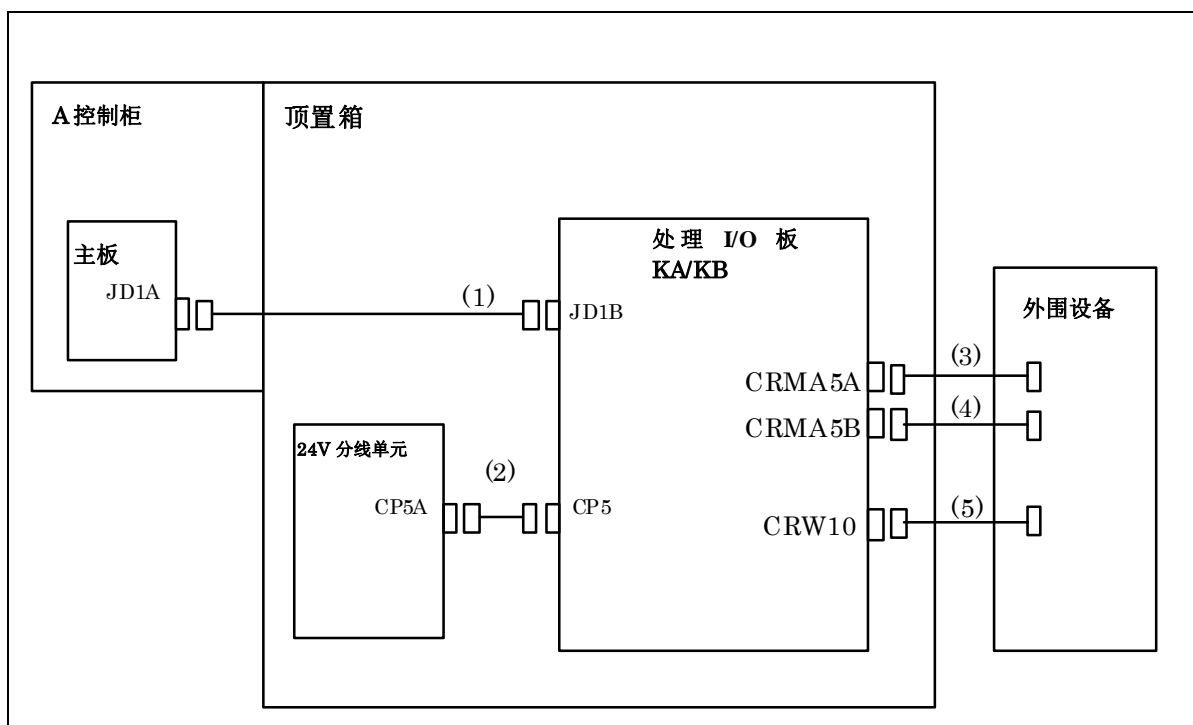 A控制柜
顶置箱
主板
JD1A
(1)
JD1B
处理 I/O 板
KA/KB
外围设备
CRMA5A
(3)
CRMA5B
(4)
24V 分线单元
CP5A
(2)
CP5
CRW10
(5)